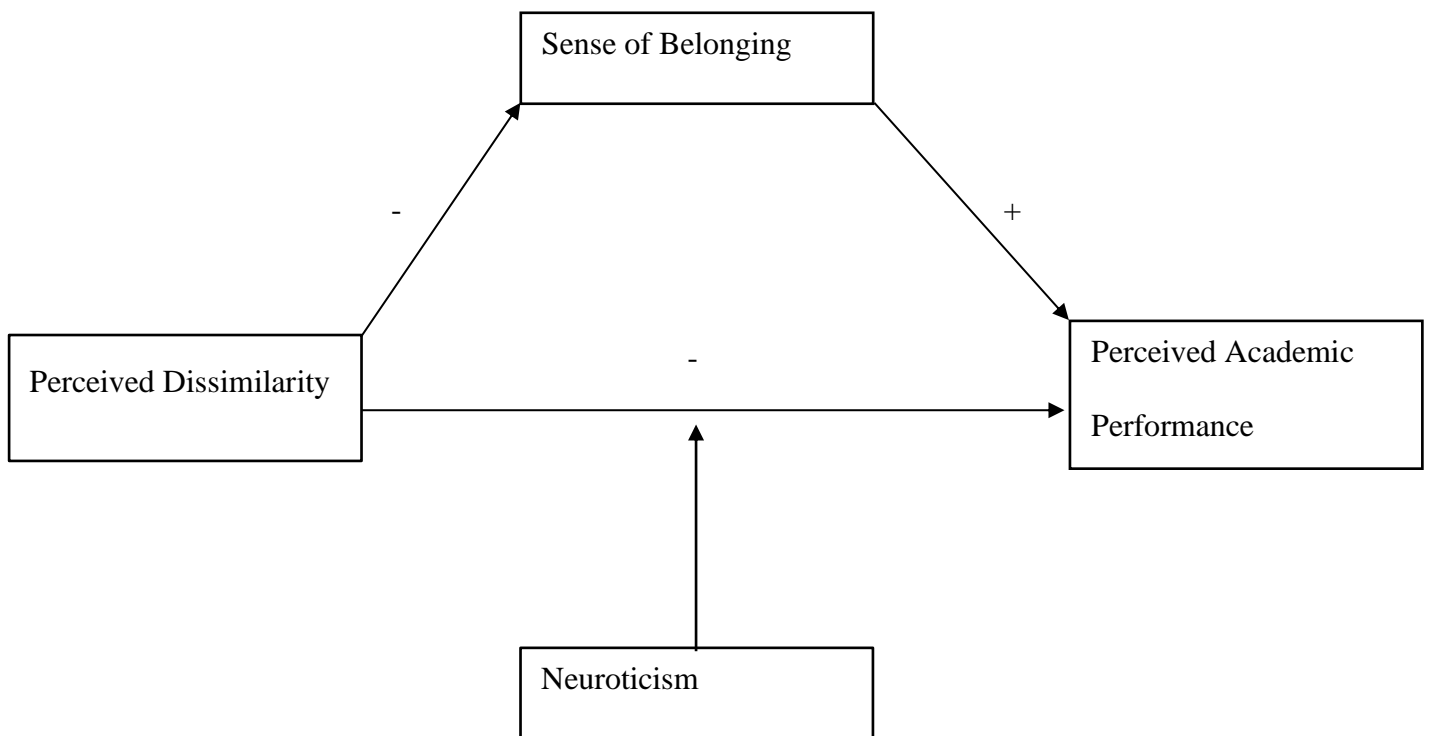 Sense of Belonging
-
+
-
Perceived Dissimilarity
Perceived Academic
Performance
Neuroticism